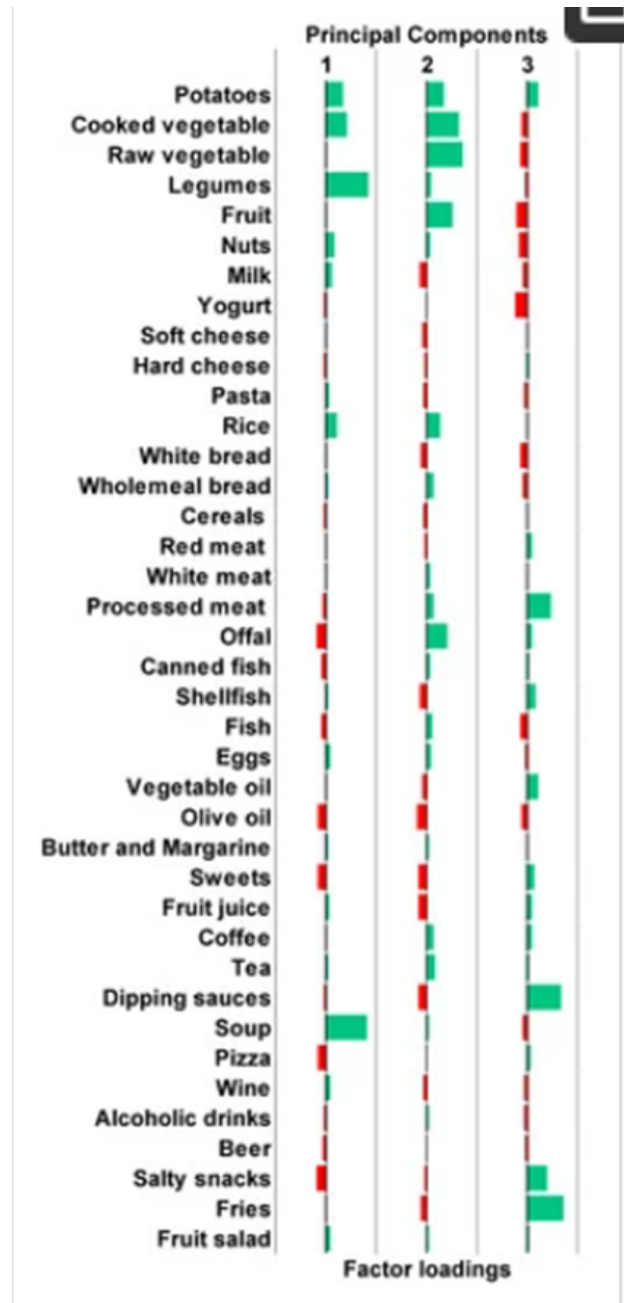 Principal Components
1 2 3
Potatoes
Cooked vegetable
Raw vegetable
Legumes
Fruit
Nuts
Milk
Yogurt
Soft cheese
Hard cheese
Pasta
Rice
White bread
Wholemeal bread
Cereals
Red meat
White meat
Processed meat
Offal
Canned fish
Shellfish
Fish
Eggs
Vegetable oil
Olive oil
Butter and Margarine
Sweets
Fruit juice
Coffee
Tea
Dipping sauces
Soup
Pizza
Wine
Alcoholic drinks
Beer
Salty snacks
Fries
Fruit salad
Factor loadings